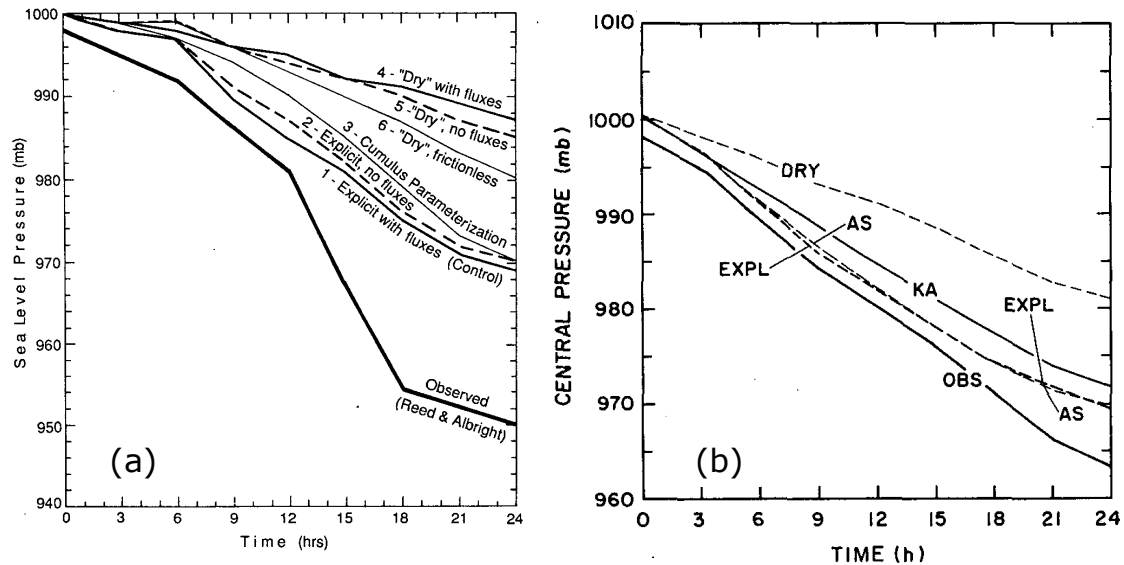 1000
990
980
970
960
950
940
Sea Level Pressure (mb)
4 - "Dry" with fluxes
5 - "Dry", no fluxes
6 - "Dry", frictionless
3 - Cumulus Parameterization
2 - Explicit, no fluxes
1 - Explicit with fluxes (Control)
Observed
(Reed & Albright)
(a)
0 3 6 9 12 15 18 21 24
Time (hrs)
1000
990
980
970
960
CENTRAL PRESSURE (mb)
DRY
AS
EXPL
KA
EXPL
OBS
AS
(b)
0 3 6 9 12 15 18 21 24
TIME (h)